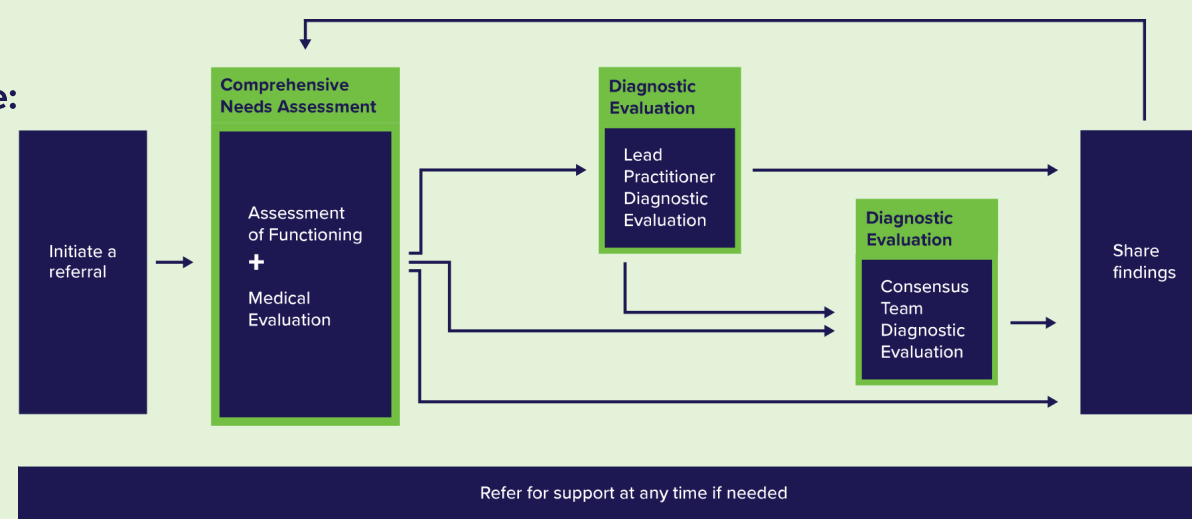 e:
Initiate a
referral
Comprehensive
Needs Assessment
Assessment
of Functioning
+
Medical
Evaluation
Diagnostic
Evaluation
Lead
Practitioner
Diagnostic
Evaluation
Diagnostic
Evaluation
Consensus
Team
Diagnostic
Evaluation
Share
findings
Refer for support at any time if needed